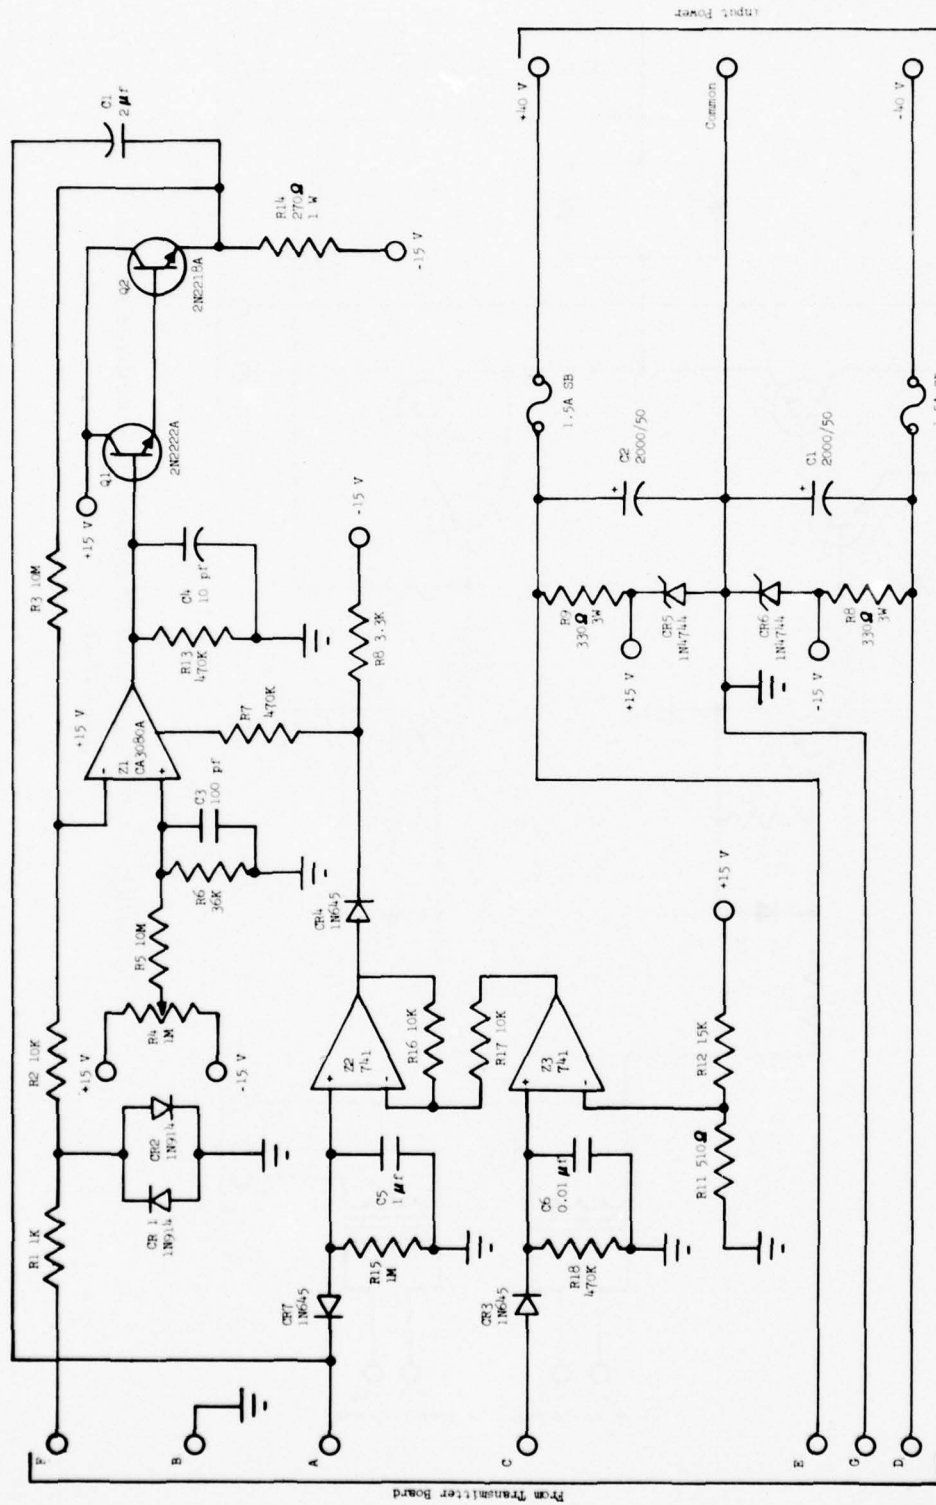 Input Power
+40 V
Common
-40 V
C1
2 µf
R14
270Ω
1 W
-15 V
Q2
2N2218A
1.5A SB
Q1
2N2222A
+15 V
C2
2000/50
C1
2000/50
R3 10M
C4
10 pf
R13
470K
-15 V
R8 3.3K
R7
470K
+15 V
Z1
CA3080A
-
+
R9
330Ω
3W
+15 V
CR5
1N4744
CR6
1N4744
-15 V
R8
330Ω
3W
C3
100 pf
R6
36K
R5 10M
R4
1M
+15 V
-15 V
CR4
1N645
+15 V
R2 10K
CR2
1N914
CR 1
1N914
Z2
741
+
-
R16 10K
R17 10K
Z3
741
+
-
R12 15K
R11 510Ω
R1 1K
C5
1 µf
R15
1M
C6
0.01 µf
R18
470K
CR7
1N645
CR3
1N645
B
A
C
E
G
D
From Transmitter Board